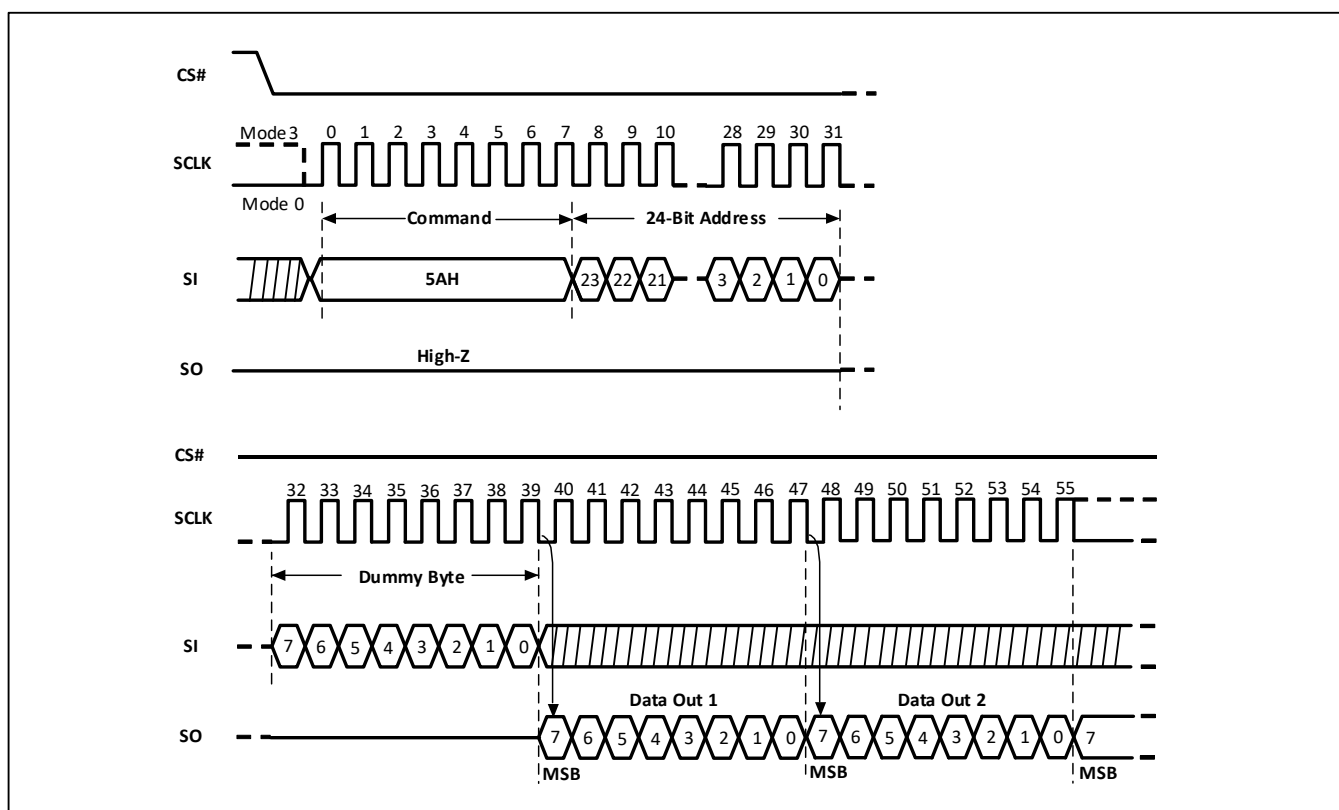 CS#
Mode 3 0 1 2 3 4 5 6 7 8 9 10 28 29 30 31
SCLK
Mode 0
Command 24-Bit Address
SI 5AH 23 22 21 3 2 1 0
High-Z
SO
CS#
32 33 34 35 36 37 38 39 40 41 42 43 44 45 46 47 48 49 50 51 52 53 54 55
SCLK
Dummy Byte
SI 7 6 5 4 3 2 1 0
Data Out 1 Data Out 2
SO 7 6 5 4 3 2 1 0 7 6 5 4 3 2 1 0 7
MSB MSB MSB